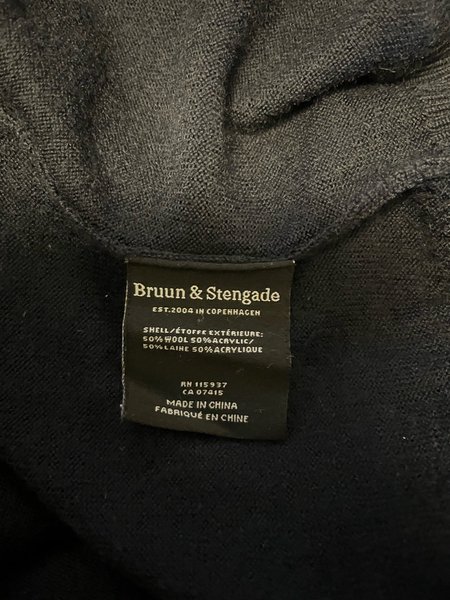 Bruun & Stengade
EST.2004 IN COPENHAGEN
SHELL/ÉTOFFE EXTÉRIEURE:
50% WOOL 50% ACRYLIC/
50% LAINE 50% ACRYLIQUE
RN 115937
CA 07415
MADE IN CHINA
FABRIQUÉ EN CHINE